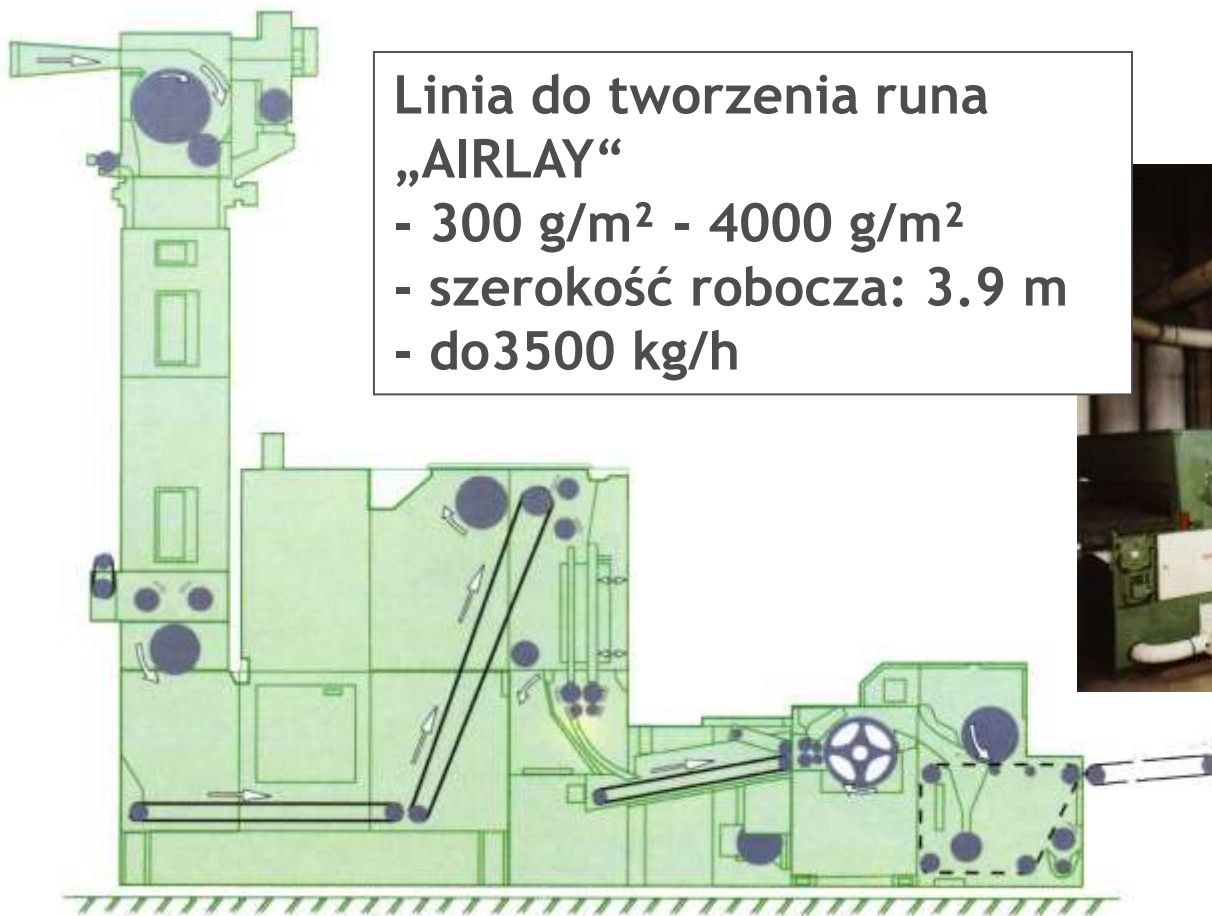 Linia do tworzenia runa
„AIRLAY“
- 300 g/m² - 4000 g/m²
- szerokość robocza: 3.9 m
- do3500 kg/h